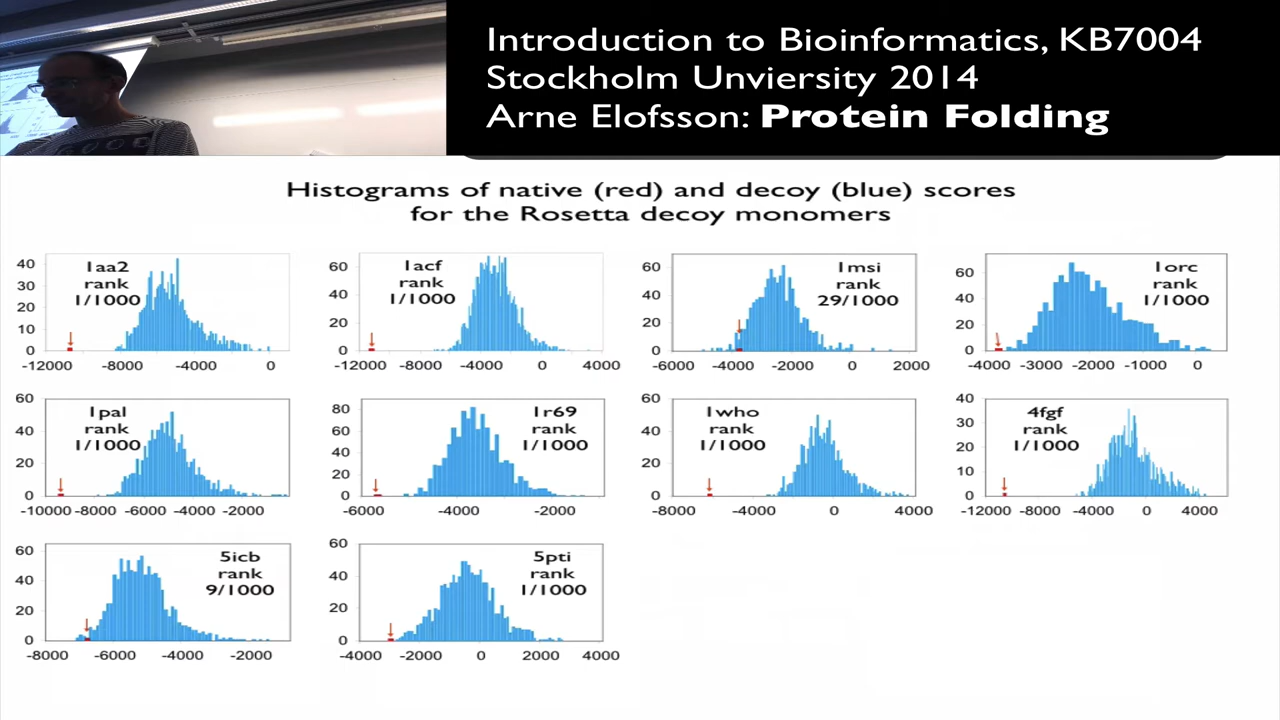 Introduction to Bioinformatics, KB7004
Stockholm Unviersity 2014
Arne Elofsson: Protein Folding
Histograms of native (red) and decoy (blue) scores
for the Rosetta decoy monomers
1aa2
rank
1/1000
40
30
20
10
0
-12000 -8000 -4000 0
1acf
rank
1/1000
60
40
20
0
-12000 -8000 -4000 0 4000
1msi
rank
29/1000
60
40
20
0
-6000 -4000 -2000 0 2000
1orc
rank
1/1000
60
40
20
0
-4000 -3000 -2000 -1000 0
1pal
rank
1/1000
60
40
20
0
-10000 -8000 -6000 -4000 -2000
1r69
rank
1/1000
80
60
40
20
0
-6000 -4000 -2000
1who
rank
1/1000
60
40
20
0
-8000 -4000 0 4000
4fgf
rank
1/1000
40
30
20
10
0
-12000 -8000 -4000 0 4000
5icb
rank
9/1000
60
40
20
0
-8000 -6000 -4000 -2000
5pti
rank
1/1000
60
40
20
0
-4000 -2000 0 2000 4000